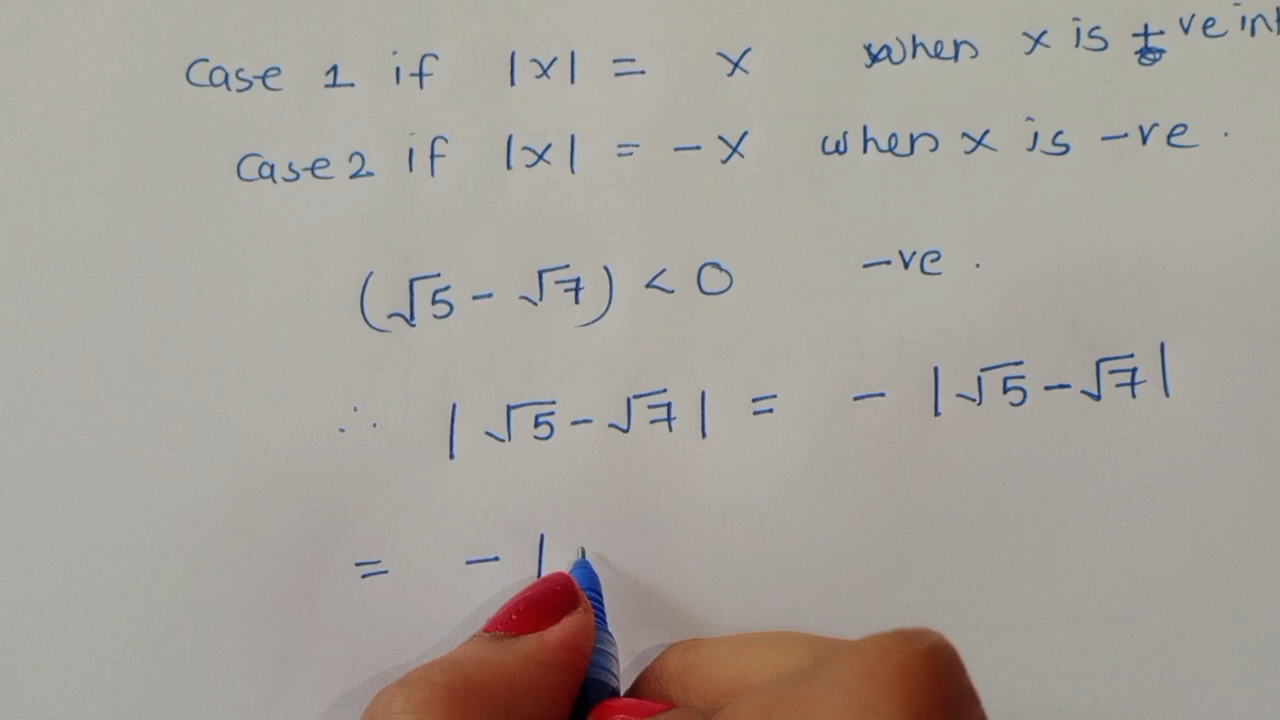 Case 1 if |x| = x when x is +ve int
Case 2 if |x| = -x when x is -ve.
(√5 - √7) < 0 -ve.
∴ |√5 - √7| = - |√5 - √7|
= - |